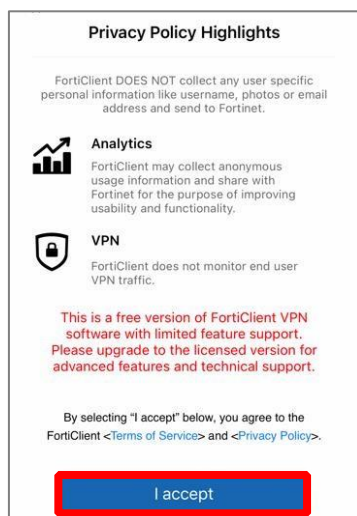 Privacy Policy Highlights
FortiClient DOES NOT collect any user specific
personal information like username, photos or email
address and send to Fortinet.
Analytics
FortiClient may collect anonymous
usage information and share with
Fortinet for the purpose of improving
usability and functionality.
VPN
FortiClient does not monitor end user
VPN traffic.
This is a free version of FortiClient VPN
software with limited feature support.
Please upgrade to the licensed version for
advanced features and technical support.
By selecting “I accept” below, you agree to the
FortiClient <Terms of Service> and <Privacy Policy>.
I accept